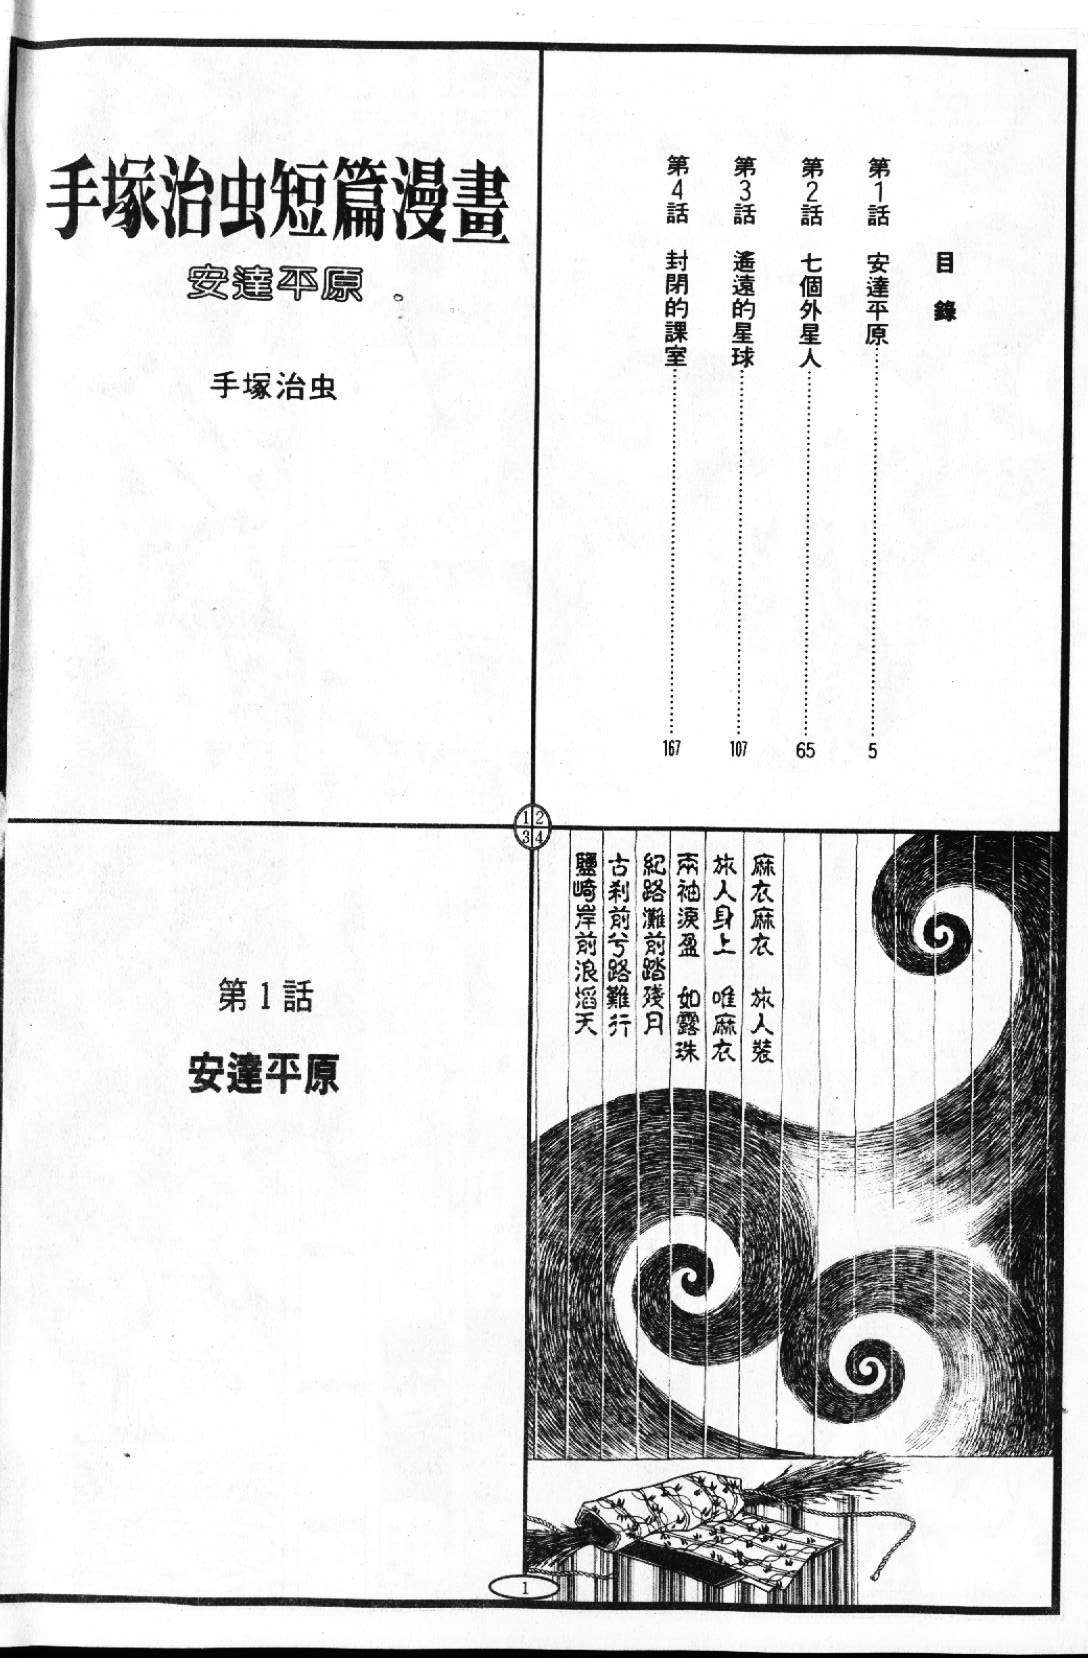 手塚治虫短篇漫畫
安達平原
手塚治虫
目錄
第1話 安達平原 5
第2話 七個外星人 65
第3話 遙遠的星球 107
第4話 封閉的課室 167
1 2
3 4
第1話
安達平原
麻衣麻衣 旅人裝
旅人身上 唯麻衣
兩袖淚盈 如露珠
紀路灘前踏殘月
古刹前兮路難行
鹽崎岸前浪滔天
1